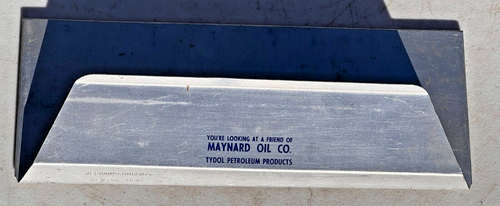 YOU'RE LOOKING AT A FRIEND OF
MAYNARD OIL CO.
TYDOL PETROLEUM PRODUCTS